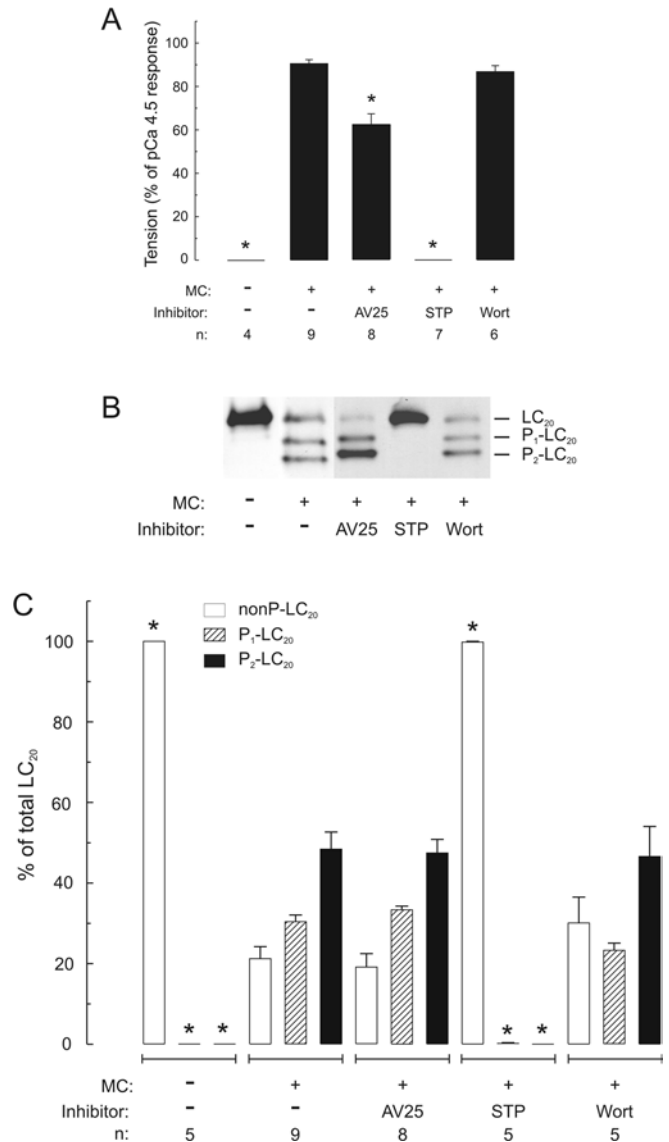 A
Tension (% of pCa 4.5 response)
100
80
60
40
20
0
* * *
MC: - + + + +
Inhibitor: - - AV25 STP Wort
n: 4 9 8 7 6
B
LC20
P1-LC20
P2-LC20
MC: - + + + +
Inhibitor: - - AV25 STP Wort
C
nonP-LC20
P1-LC20
P2-LC20
% of total LC20
100
80
60
40
20
0
* * * * * *
MC: - + + + +
Inhibitor: - - AV25 STP Wort
n: 5 9 8 5 5